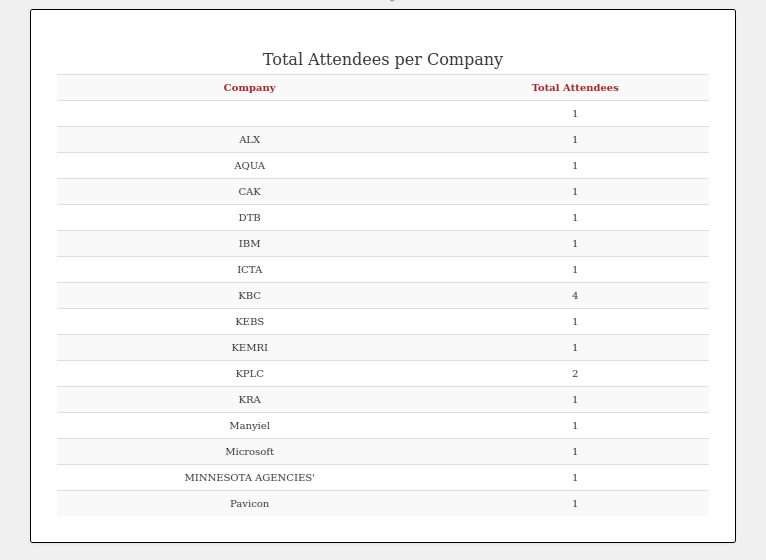 Total Attendees per Company
Company Total Attendees
1
ALX 1
AQUA 1
CAK 1
DTB 1
IBM 1
ICTA 1
KBC 4
KEBS 1
KEMRI 1
KPLC 2
KRA 1
Manyiel 1
Microsoft 1
MINNESOTA AGENCIES' 1
Pavicon 1